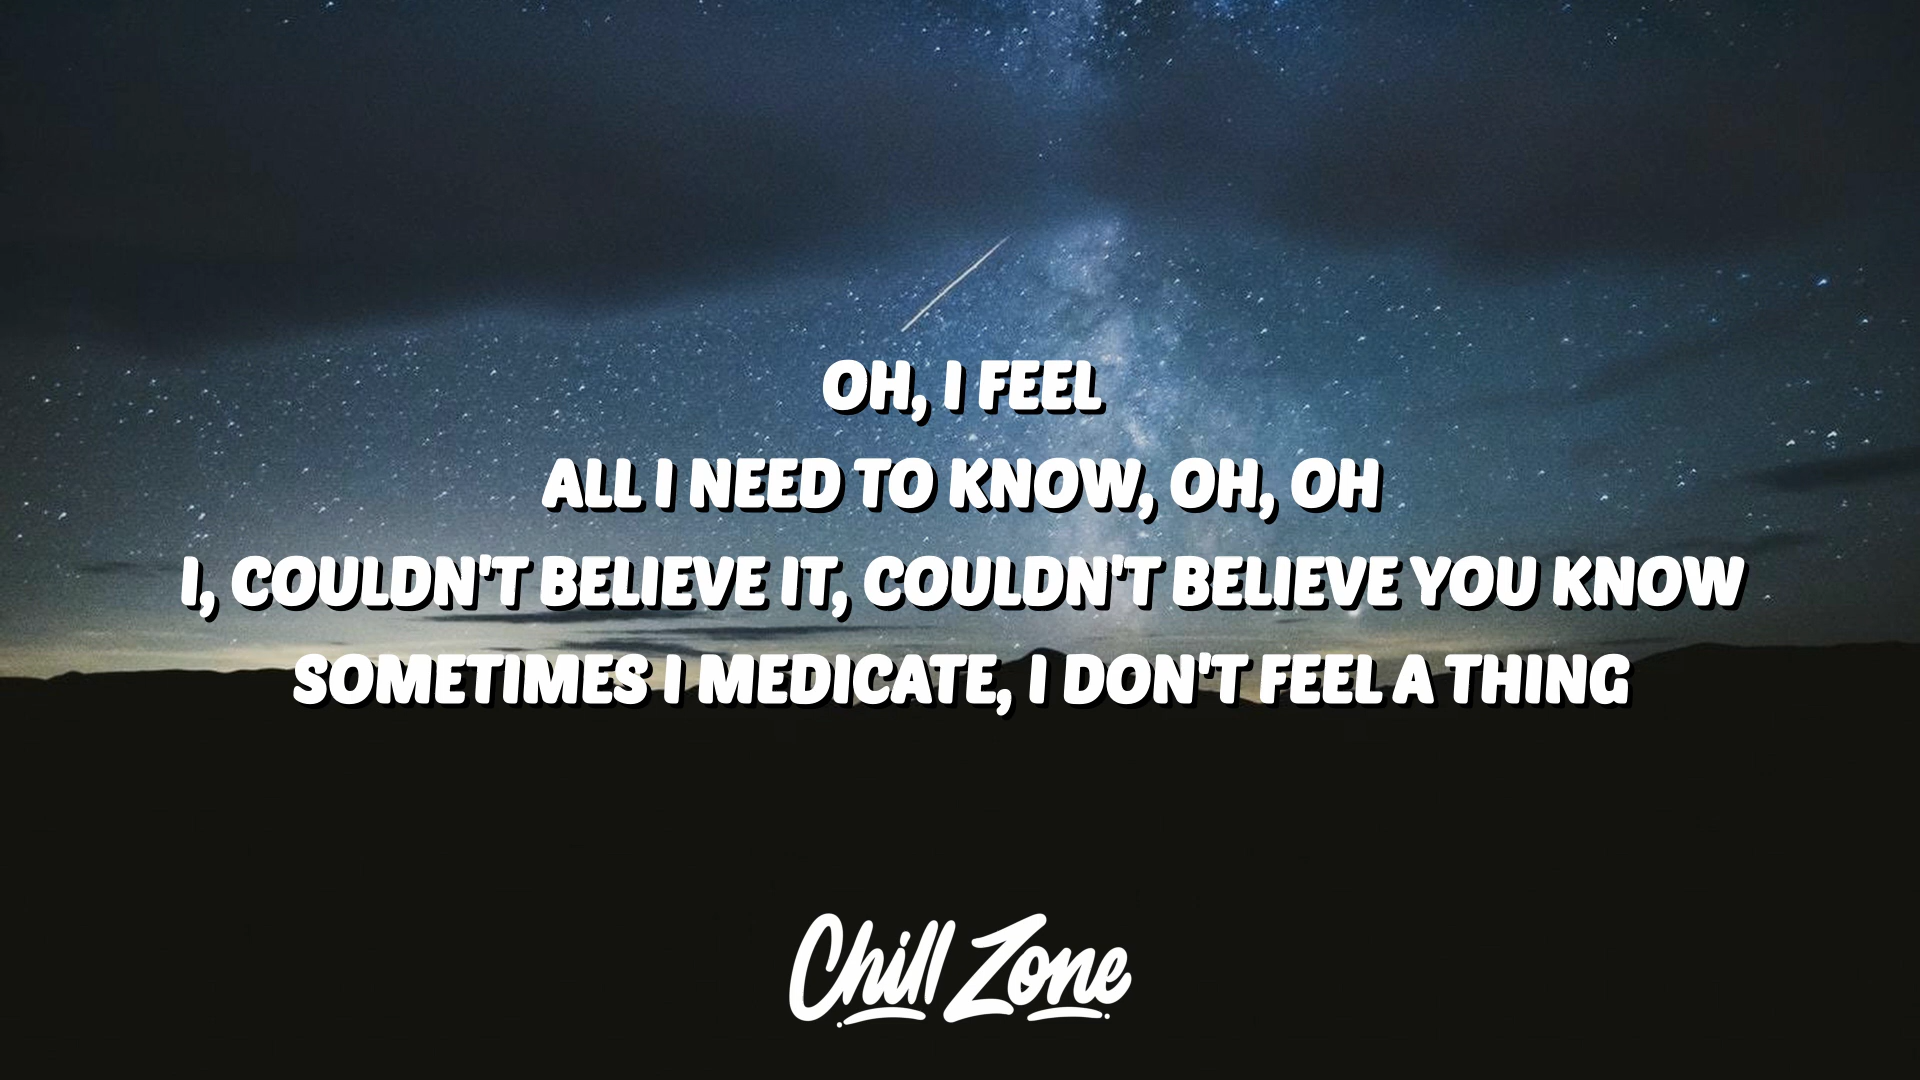 OH, I FEEL
ALL I NEED TO KNOW, OH, OH
I, COULDN'T BELIEVE IT, COULDN'T BELIEVE YOU KNOW
SOMETIMES I MEDICATE, I DON'T FEEL A THING
Chill Zone